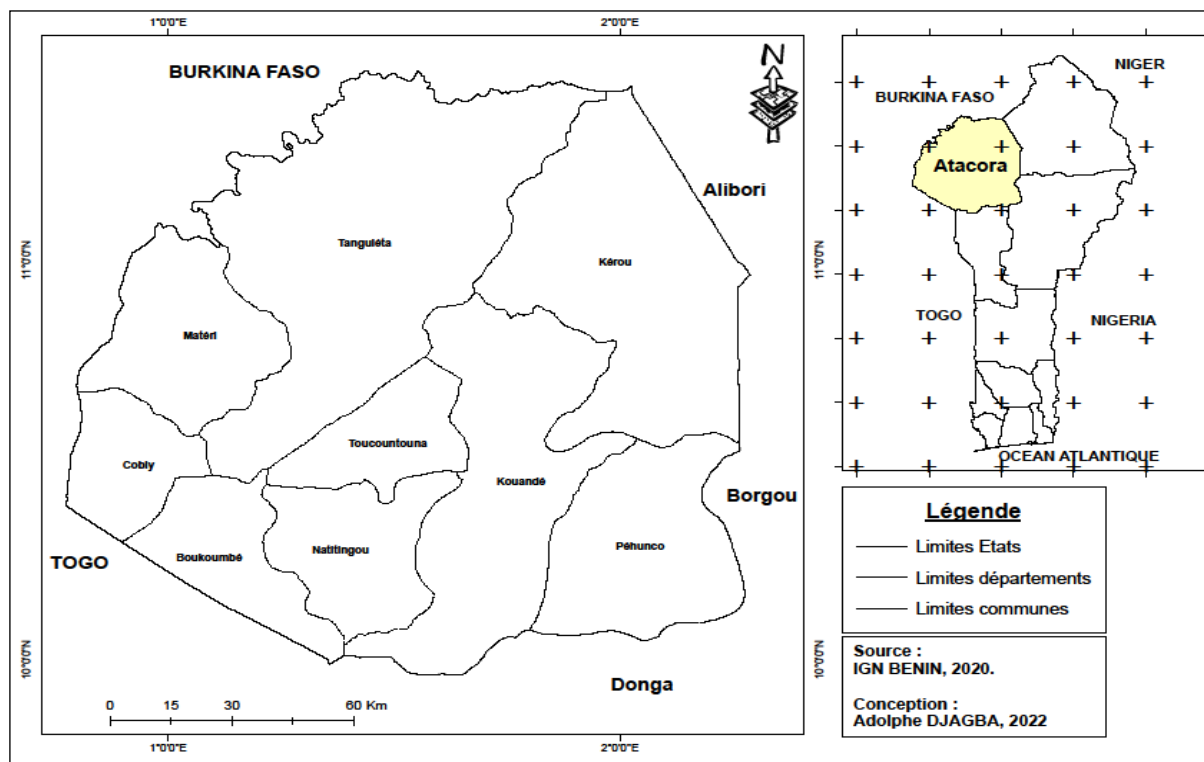 1°0'0"E
2°0'0"E
BURKINA FASO
N
Alibori
Tanguiéta
Kérou
11°0'0"N
Matéri
Toucountouna
Cobly
Kouandé
Borgou
Natitingou
Péhunco
Boukoumbé
TOGO
10°0'0"N
Donga
0 15 30 60 Km
1°0'0"E
2°0'0"E
NIGER
BURKINA FASO
Atacora
11°0'0"N
TOGO
NIGERIA
OCEAN ATLANTIQUE
10°0'0"N
Légende
Limites Etats
Limites départements
Limites communes
Source :
IGN BENIN, 2020.
Conception :
Adolphe DJAGBA, 2022